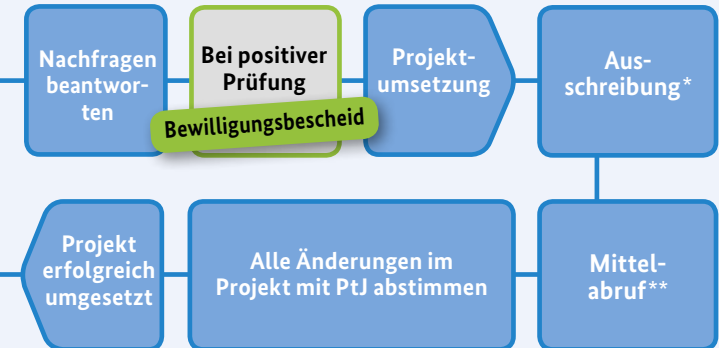 Nachfragen
beantwor-
ten
Bei positiver
Prüfung
Bewilligungsbescheid
Projekt-
umsetzung
Aus-
schreibung*
Mittel-
abruf**
Alle Änderungen im
Projekt mit PtJ abstimmen
Projekt
erfolgreich
umgesetzt